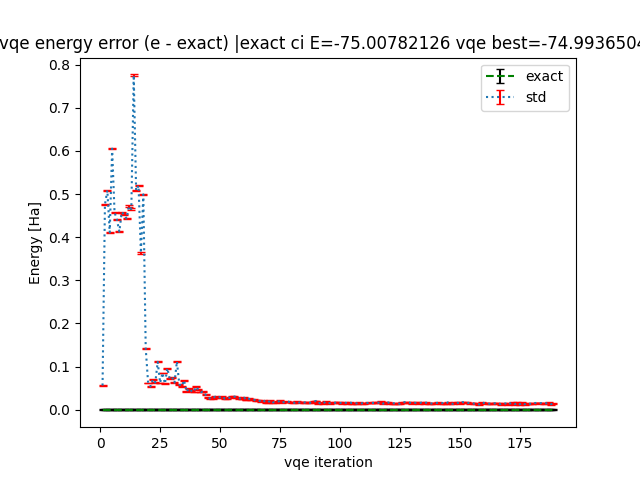 vqe energy error (e - exact) |exact ci E=-75.00782126 vqe best=-74.9936504
exact
std
0.8
0.7
0.6
0.5
0.4
0.3
0.2
0.1
0.0
Energy [Ha]
0 25 50 75 100 125 150 175
vqe iteration